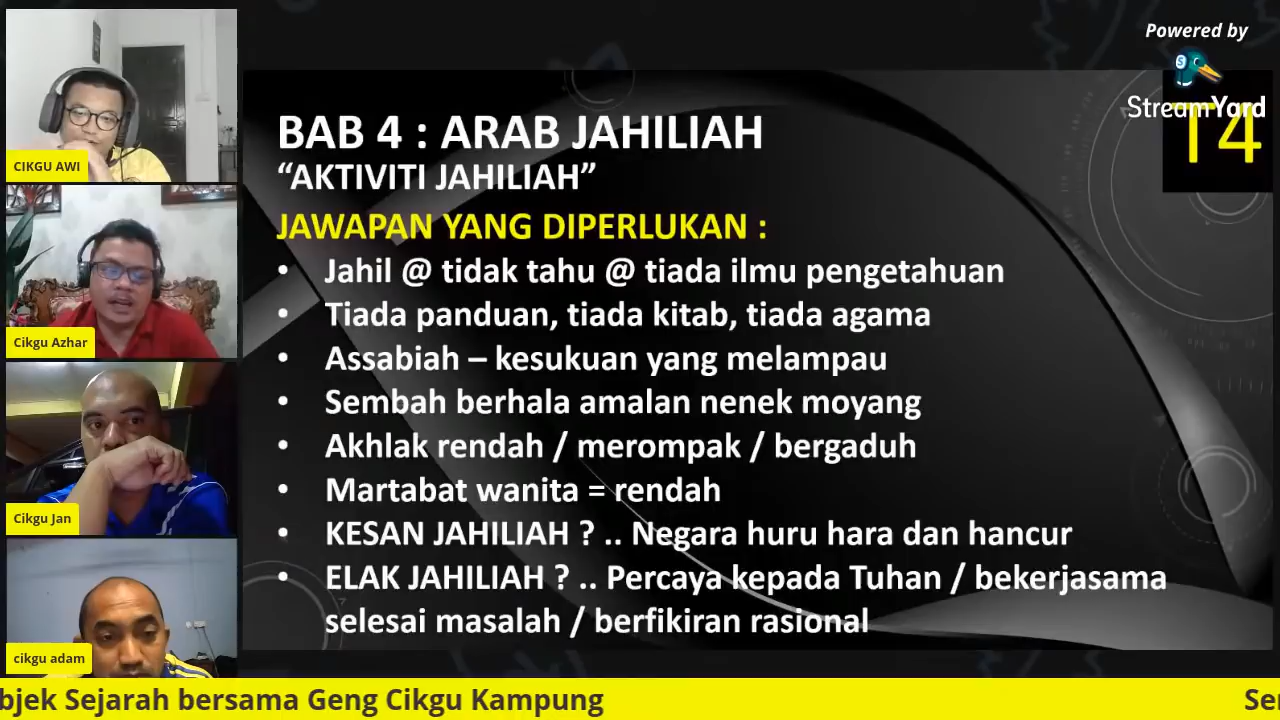 Powered by
StreamYard
T4
CIKGU AWI
Cikgu Azhar
Cikgu Jan
cikgu adam
BAB 4 : ARAB JAHILIAH
“AKTIVITI JAHILIAH”
JAWAPAN YANG DIPERLUKAN :
• Jahil @ tidak tahu @ tiada ilmu pengetahuan
• Tiada panduan, tiada kitab, tiada agama
• Assabiah – kesukuan yang melampau
• Sembah berhala amalan nenek moyang
• Akhlak rendah / merompak / bergaduh
• Martabat wanita = rendah
• KESAN JAHILIAH ? .. Negara huru hara dan hancur
• ELAK JAHILIAH ? .. Percaya kepada Tuhan / bekerjasama
selesai masalah / berfikiran rasional
bjek Sejarah bersama Geng Cikgu Kampung